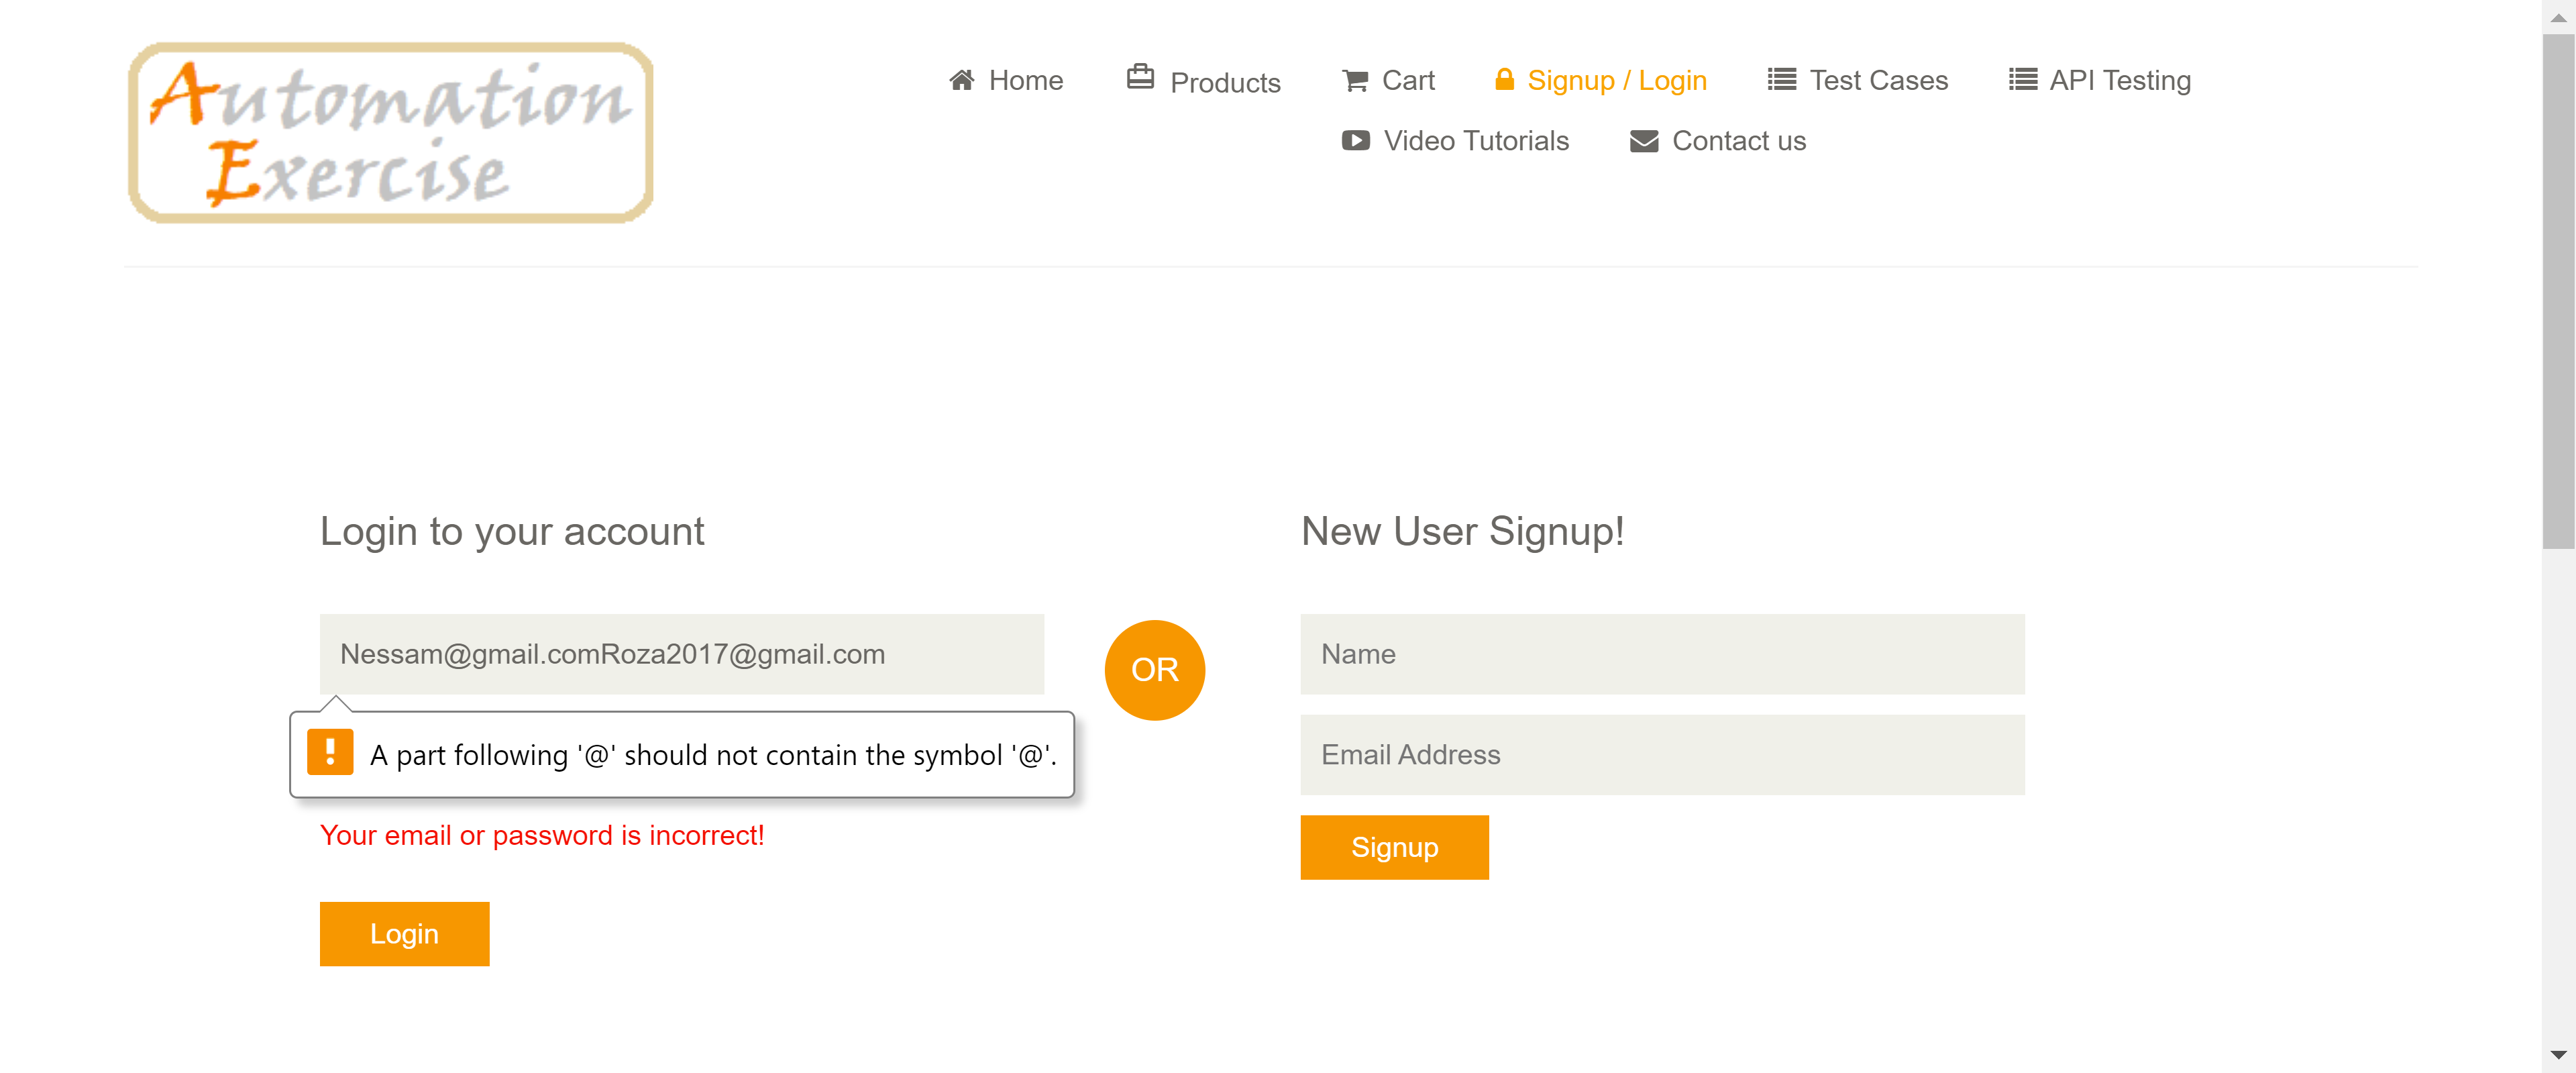 Automation
Exercise
Home
Products
Cart
Signup / Login
Test Cases
API Testing
Video Tutorials
Contact us
Login to your account
Nessam@gmail.comRoza2017@gmail.com
A part following '@' should not contain the symbol '@'.
Your email or password is incorrect!
Login
OR
New User Signup!
Name
Email Address
Signup